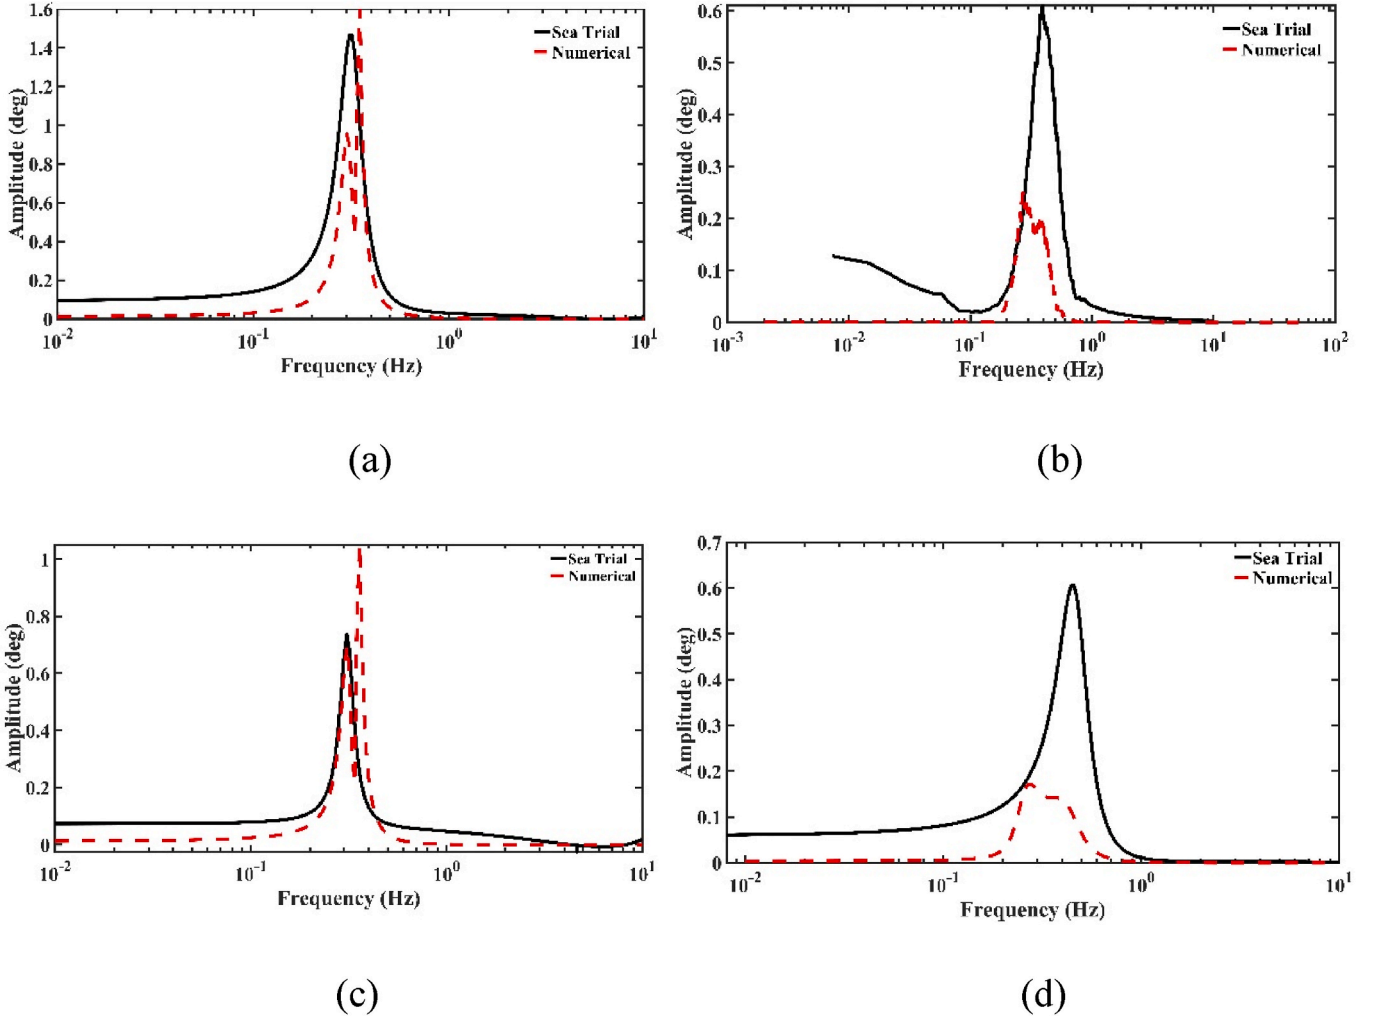 1.6
1.4
1.2
1
0.8
0.6
0.4
0.2
0
Amplitude (deg)
Sea Trial
Numerical
10⁻² 10⁻¹ 10⁰ 10¹
Frequency (Hz)
(a)
0.6
0.5
0.4
0.3
0.2
0.1
0
Amplitude (deg)
Sea Trial
Numerical
10⁻³ 10⁻² 10⁻¹ 10⁰ 10¹ 10²
Frequency (Hz)
(b)
1
0.8
0.6
0.4
0.2
0
Amplitude (deg)
Sea Trial
Numerical
10⁻² 10⁻¹ 10⁰ 10¹
Frequency (Hz)
(c)
0.7
0.6
0.5
0.4
0.3
0.2
0.1
0
Amplitude (deg)
Sea Trial
Numerical
10⁻² 10⁻¹ 10⁰ 10¹
Frequency (Hz)
(d)